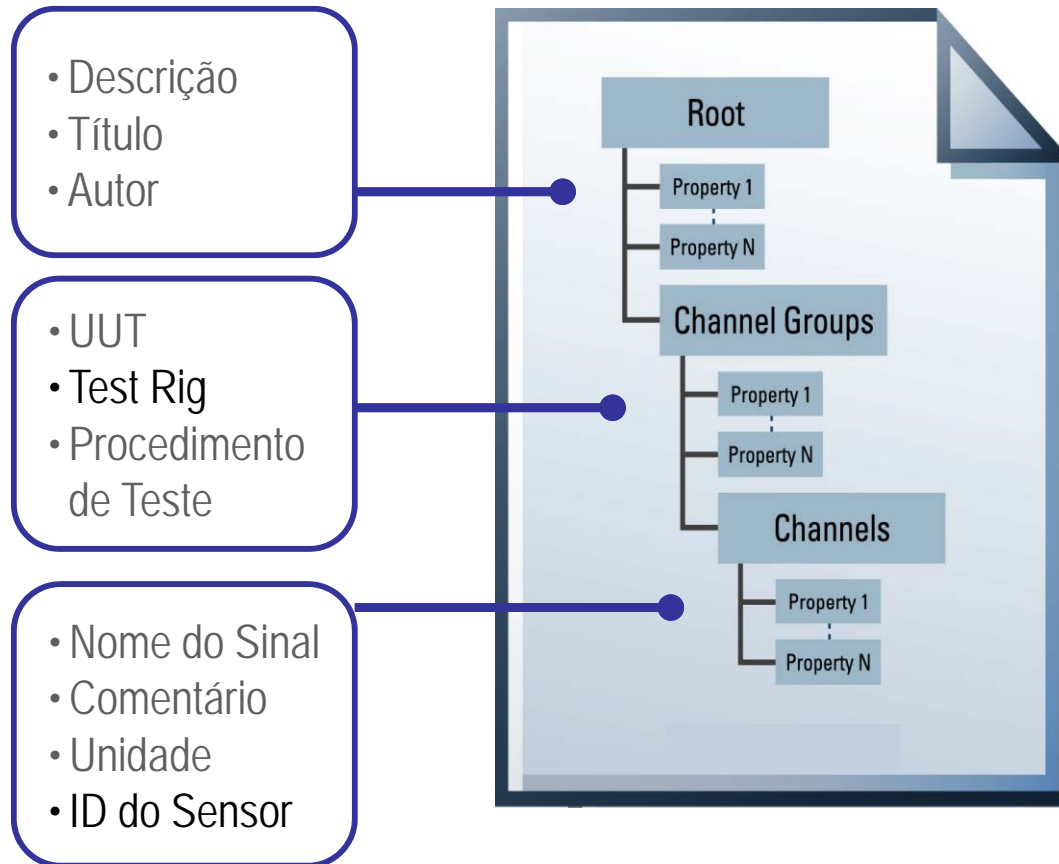 • Descrição
• Título
• Autor
• UUT
• Test Rig
• Procedimento
de Teste
• Nome do Sinal
• Comentário
• Unidade
• ID do Sensor
Root
Property 1
Property N
Channel Groups
Property 1
Property N
Channels
Property 1
Property N